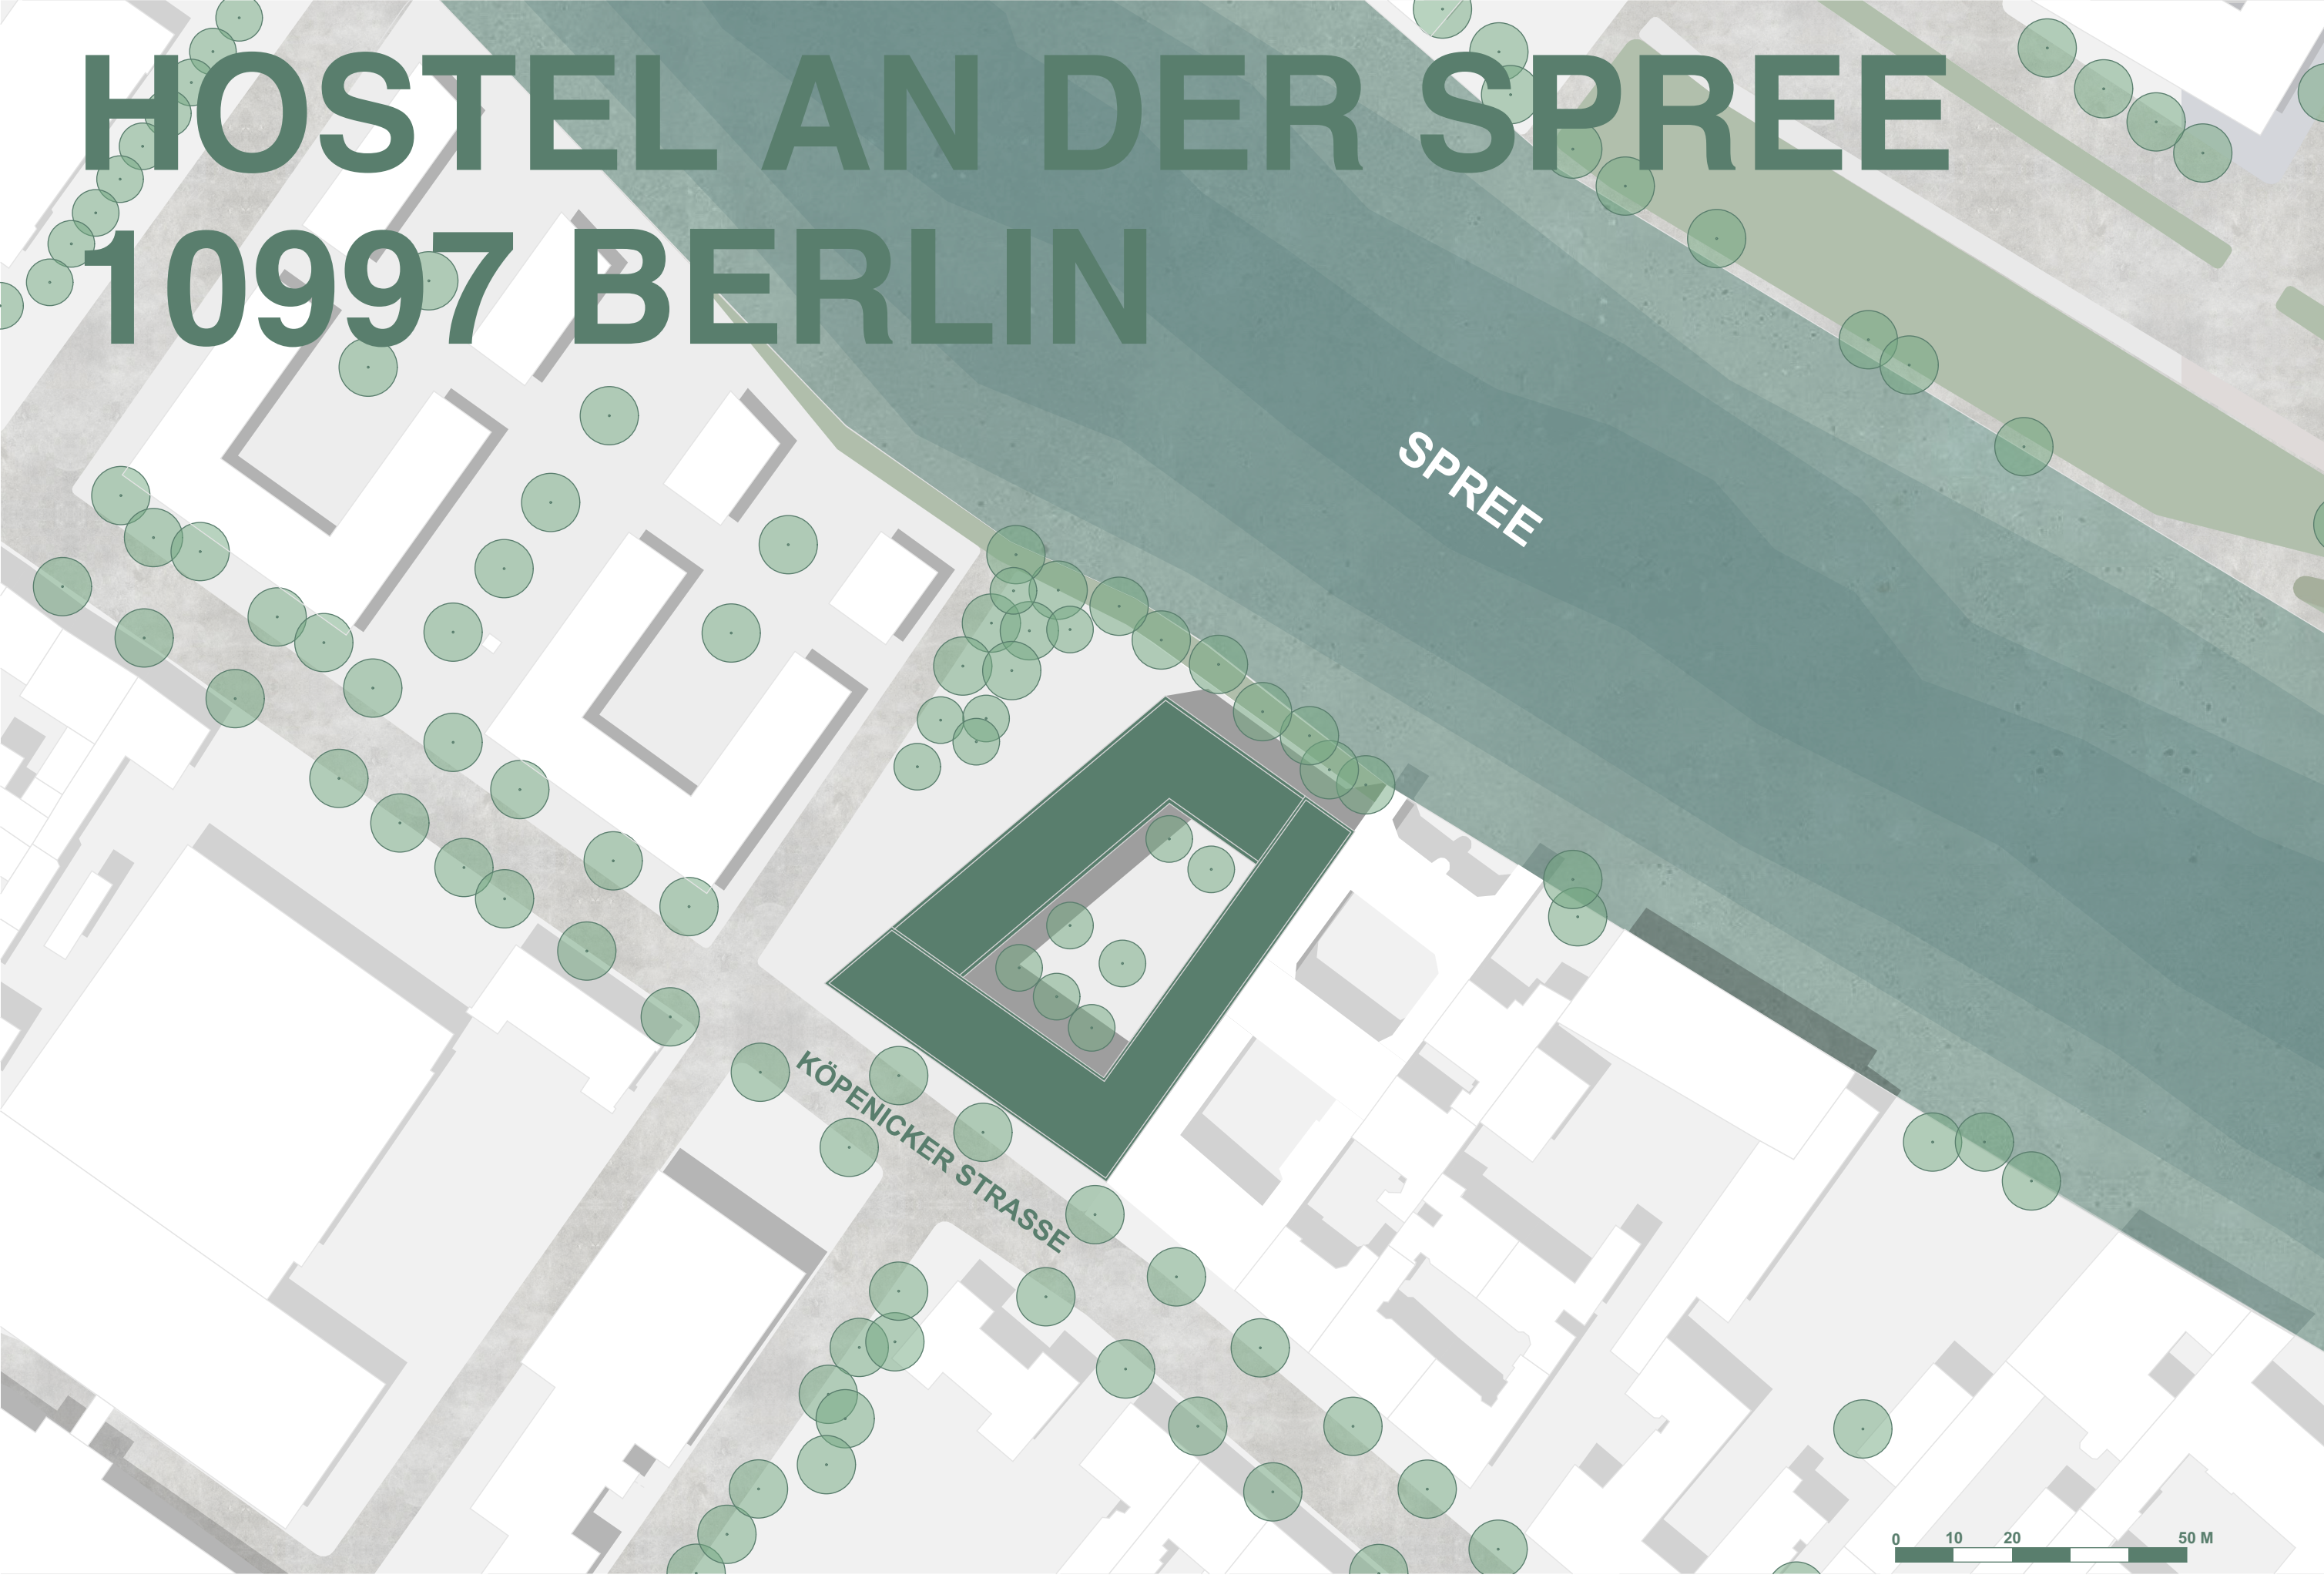 HOSTEL AN DER SPREE
10997 BERLIN
SPREE
KÖPENICKER STRASSE
0 10 20 50 M